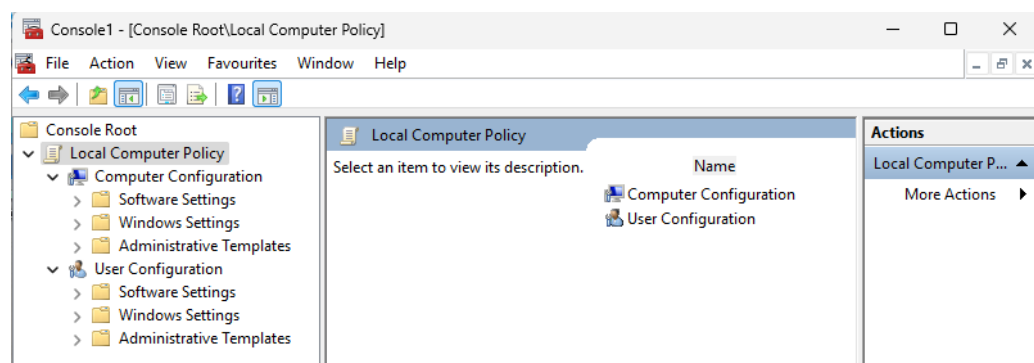 Console1 - [Console Root\Local Computer Policy]
File Action View Favourites Window Help
Console Root
Local Computer Policy
Computer Configuration
Software Settings
Windows Settings
Administrative Templates
User Configuration
Software Settings
Windows Settings
Administrative Templates
Local Computer Policy
Select an item to view its description.
Name
Computer Configuration
User Configuration
Actions
Local Computer P...
More Actions